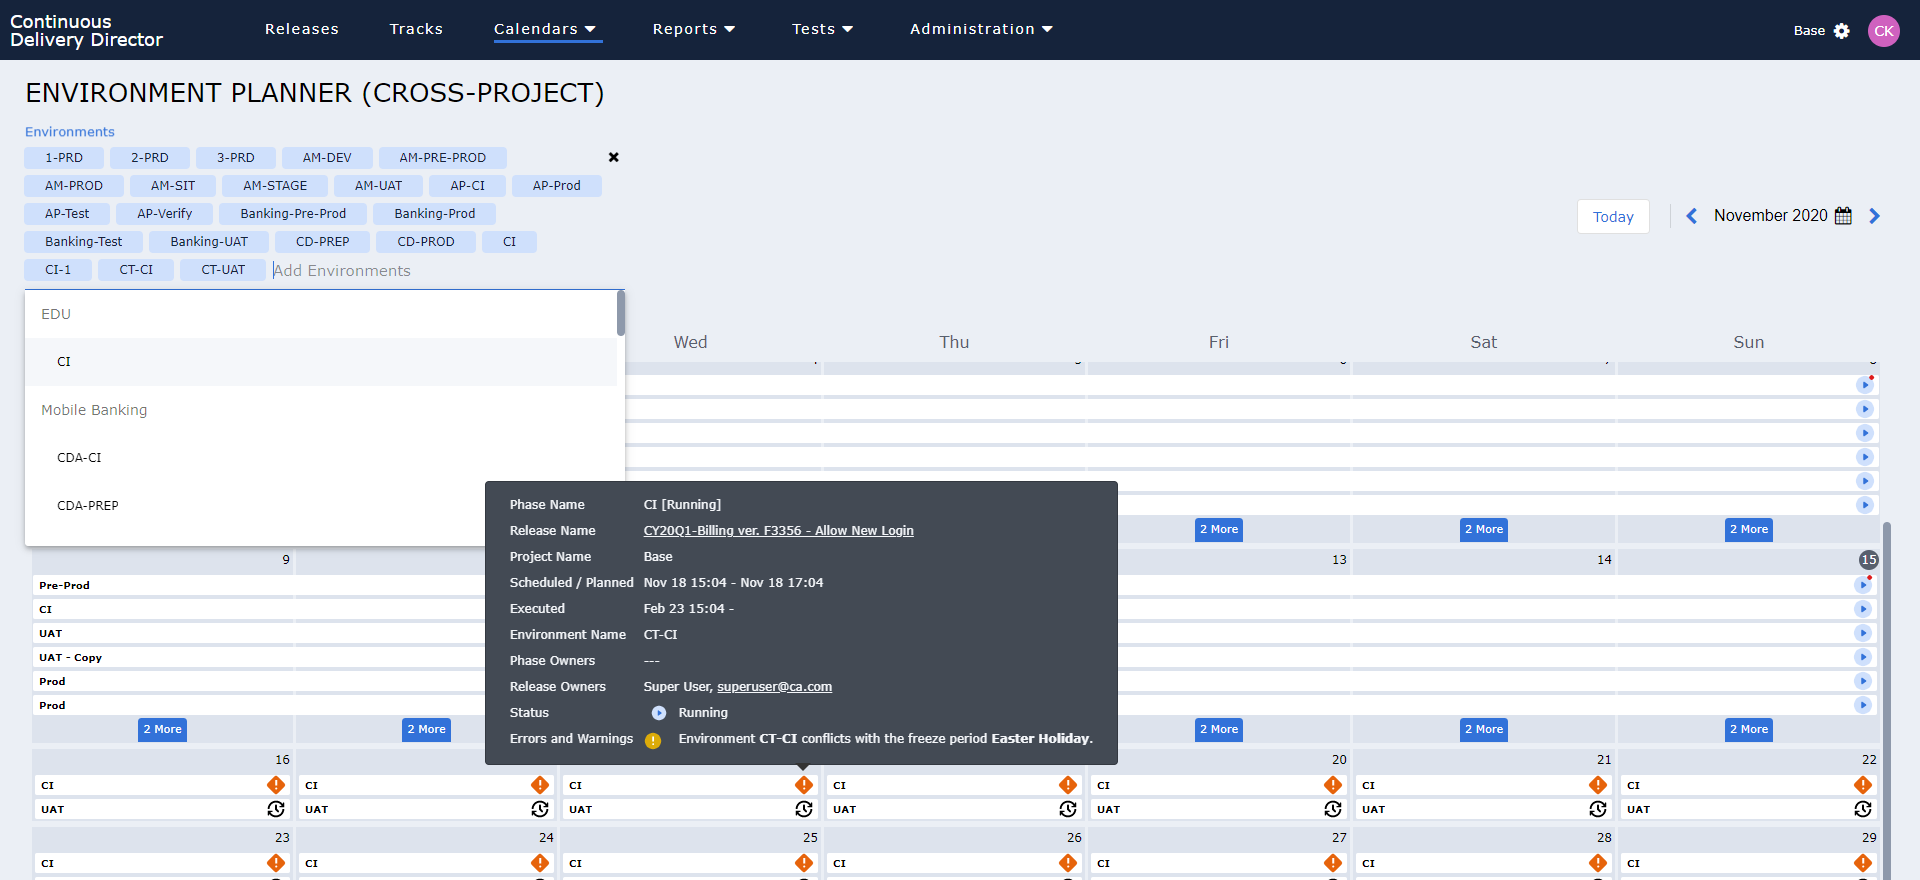 Continuous
Delivery Director
Releases
Tracks
Calendars
Reports
Tests
Administration
Base
CK
ENVIRONMENT PLANNER (CROSS-PROJECT)
Environments
1-PRD 2-PRD 3-PRD AM-DEV AM-PRE-PROD
AM-PROD AM-SIT AM-STAGE AM-UAT AP-CI AP-Prod
AP-Test AP-Verify Banking-Pre-Prod Banking-Prod
Banking-Test Banking-UAT CD-PREP CD-PROD CI
CI-1 CT-CI CT-UAT Add Environments
Today
November 2020
EDU
CI
Mobile Banking
CDA-CI
CDA-PREP
Wed Thu Fri Sat Sun
2 More 2 More 2 More
Phase Name CI [Running]
Release Name CY20Q1-Billing ver. F3356 - Allow New Login
Project Name Base
Scheduled / Planned Nov 18 15:04 - Nov 18 17:04
Executed Feb 23 15:04 -
Environment Name CT-CI
Phase Owners ---
Release Owners Super User, superuser@ca.com
Status Running
Errors and Warnings Environment CT-CI conflicts with the freeze period Easter Holiday.
9 13 14 15
Pre-Prod
CI
UAT
UAT - Copy
Prod
Prod
2 More 2 More 2 More 2 More 2 More
16 20 21 22
CI CI CI CI CI CI CI
UAT UAT UAT UAT UAT UAT UAT
23 24 25 26 27 28 29
CI CI CI CI CI CI CI